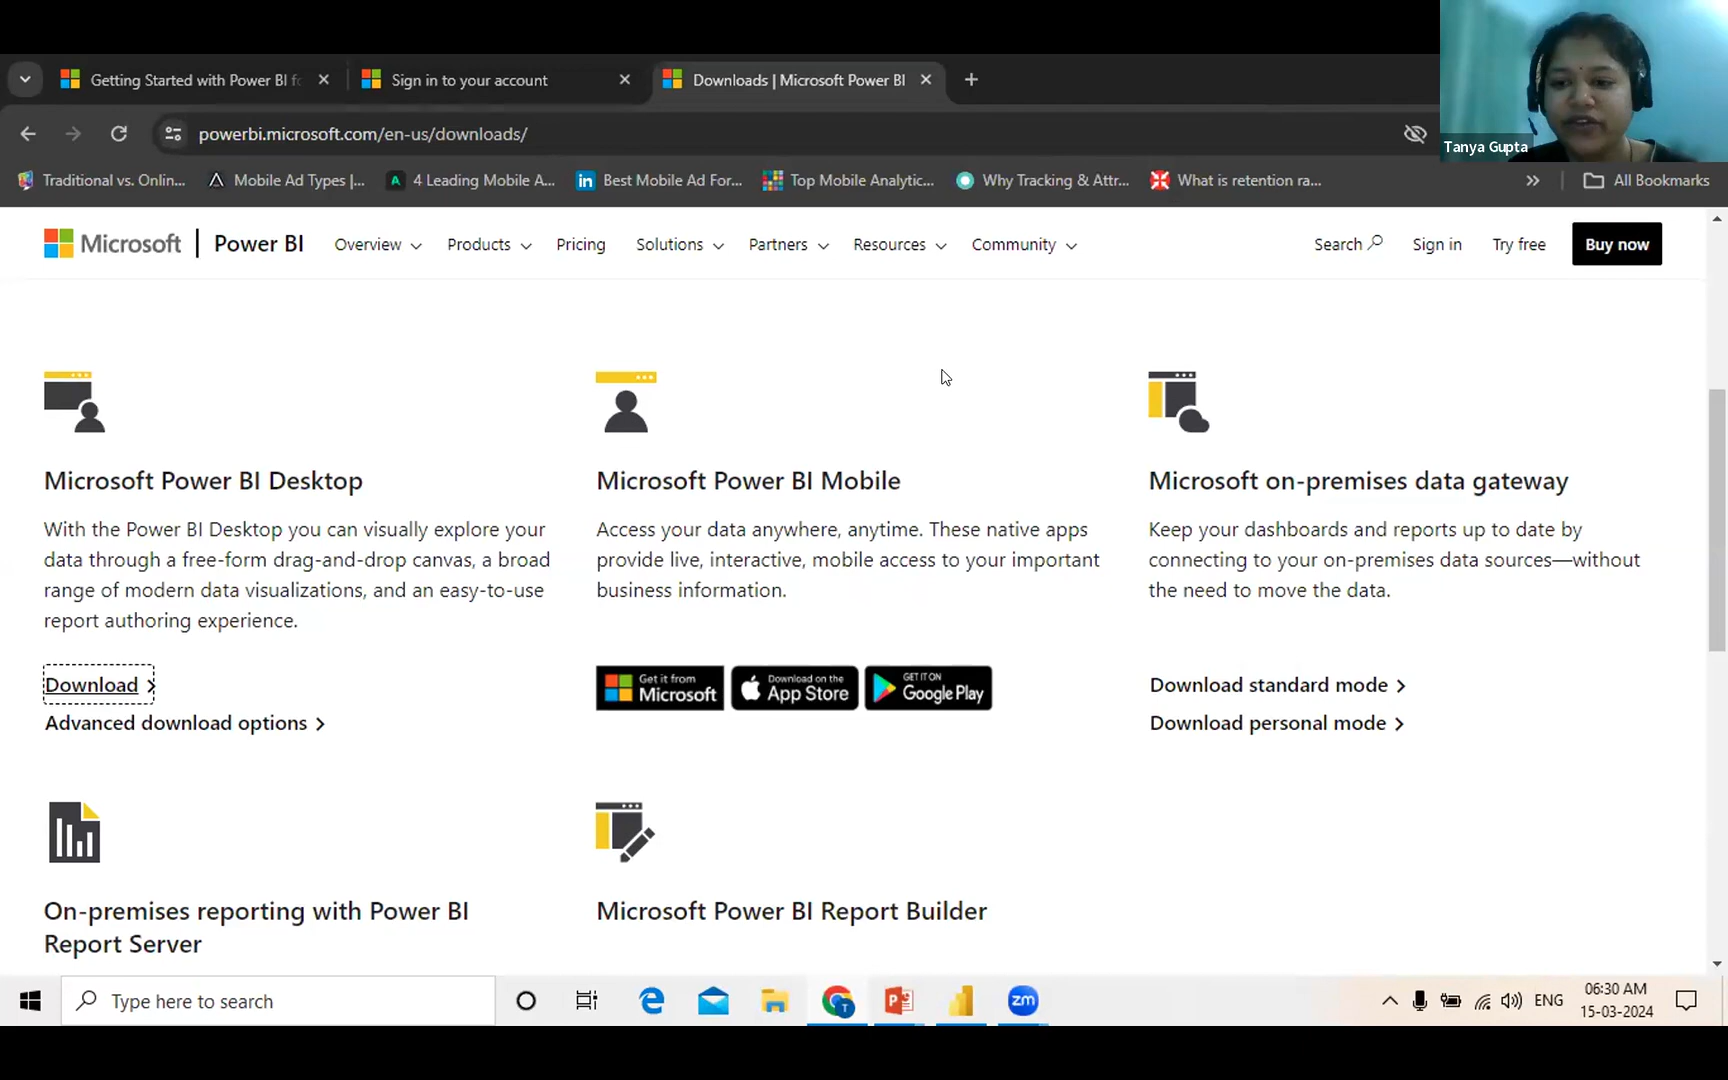 Getting Started with Power BI fo
Sign in to your account
Downloads | Microsoft Power BI
Tanya Gupta
powerbi.microsoft.com/en-us/downloads/
Traditional vs. Onlin...
Mobile Ad Types |...
4 Leading Mobile A...
Best Mobile Ad For...
Top Mobile Analytic...
Why Tracking & Attr...
What is retention ra...
All Bookmarks
Microsoft | Power BI
Overview
Products
Pricing
Solutions
Partners
Resources
Community
Search
Sign in
Try free
Buy now
Microsoft Power BI Desktop
With the Power BI Desktop you can visually explore your
data through a free-form drag-and-drop canvas, a broad
range of modern data visualizations, and an easy-to-use
report authoring experience.
Download
Advanced download options
Microsoft Power BI Mobile
Access your data anywhere, anytime. These native apps
provide live, interactive, mobile access to your important
business information.
Get it from
Microsoft
Download on the
App Store
GET IT ON
Google Play
Microsoft on-premises data gateway
Keep your dashboards and reports up to date by
connecting to your on-premises data sources—without
the need to move the data.
Download standard mode
Download personal mode
On-premises reporting with Power BI
Report Server
Microsoft Power BI Report Builder
Type here to search
T
P
zm
ENG
06:30 AM
15-03-2024